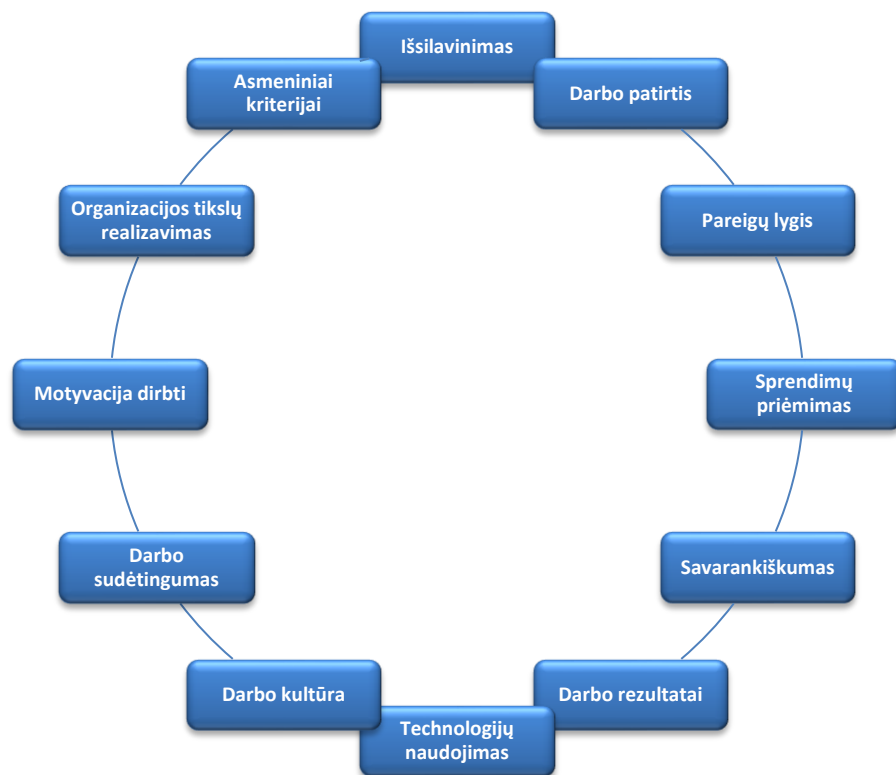 Išsilavinimas
Darbo patirtis
Pareigų lygis
Sprendimų
priėmimas
Savarankiškumas
Darbo rezultatai
Technologijų
naudojimas
Darbo kultūra
Darbo
sudėtingumas
Motyvacija dirbti
Organizacijos tikslų
realizavimas
Asmeniniai
kriterijai